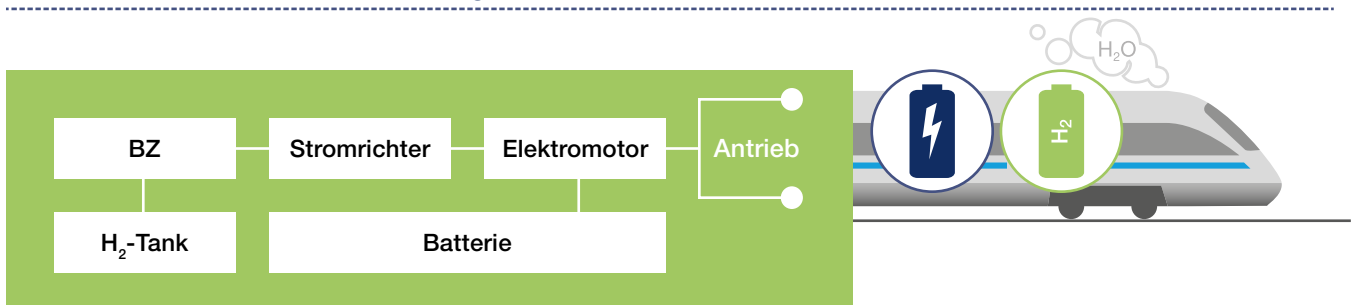 H₂O
BZ
Stromrichter
Elektromotor
Antrieb
H₂
H₂-Tank
Batterie